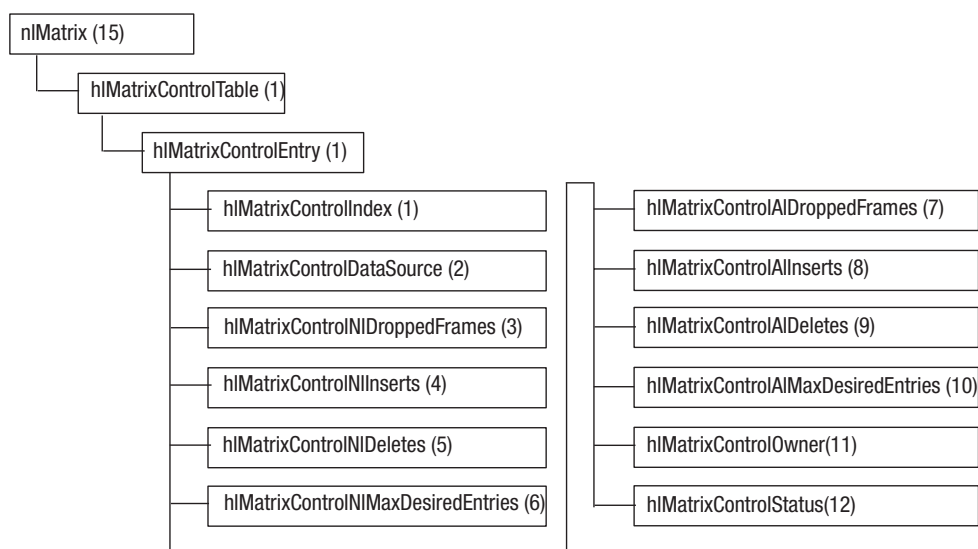 nlMatrix (15)
hlMatrixControlTable (1)
hlMatrixControlEntry (1)
hlMatrixControlIndex (1)
hlMatrixControlDataSource (2)
hlMatrixControlNlDroppedFrames (3)
hlMatrixControlNlInserts (4)
hlMatrixControlNlDeletes (5)
hlMatrixControlNlMaxDesiredEntries (6)
hlMatrixControlAlDroppedFrames (7)
hlMatrixControlAlInserts (8)
hlMatrixControlAlDeletes (9)
hlMatrixControlAlMaxDesiredEntries (10)
hlMatrixControlOwner(11)
hlMatrixControlStatus(12)